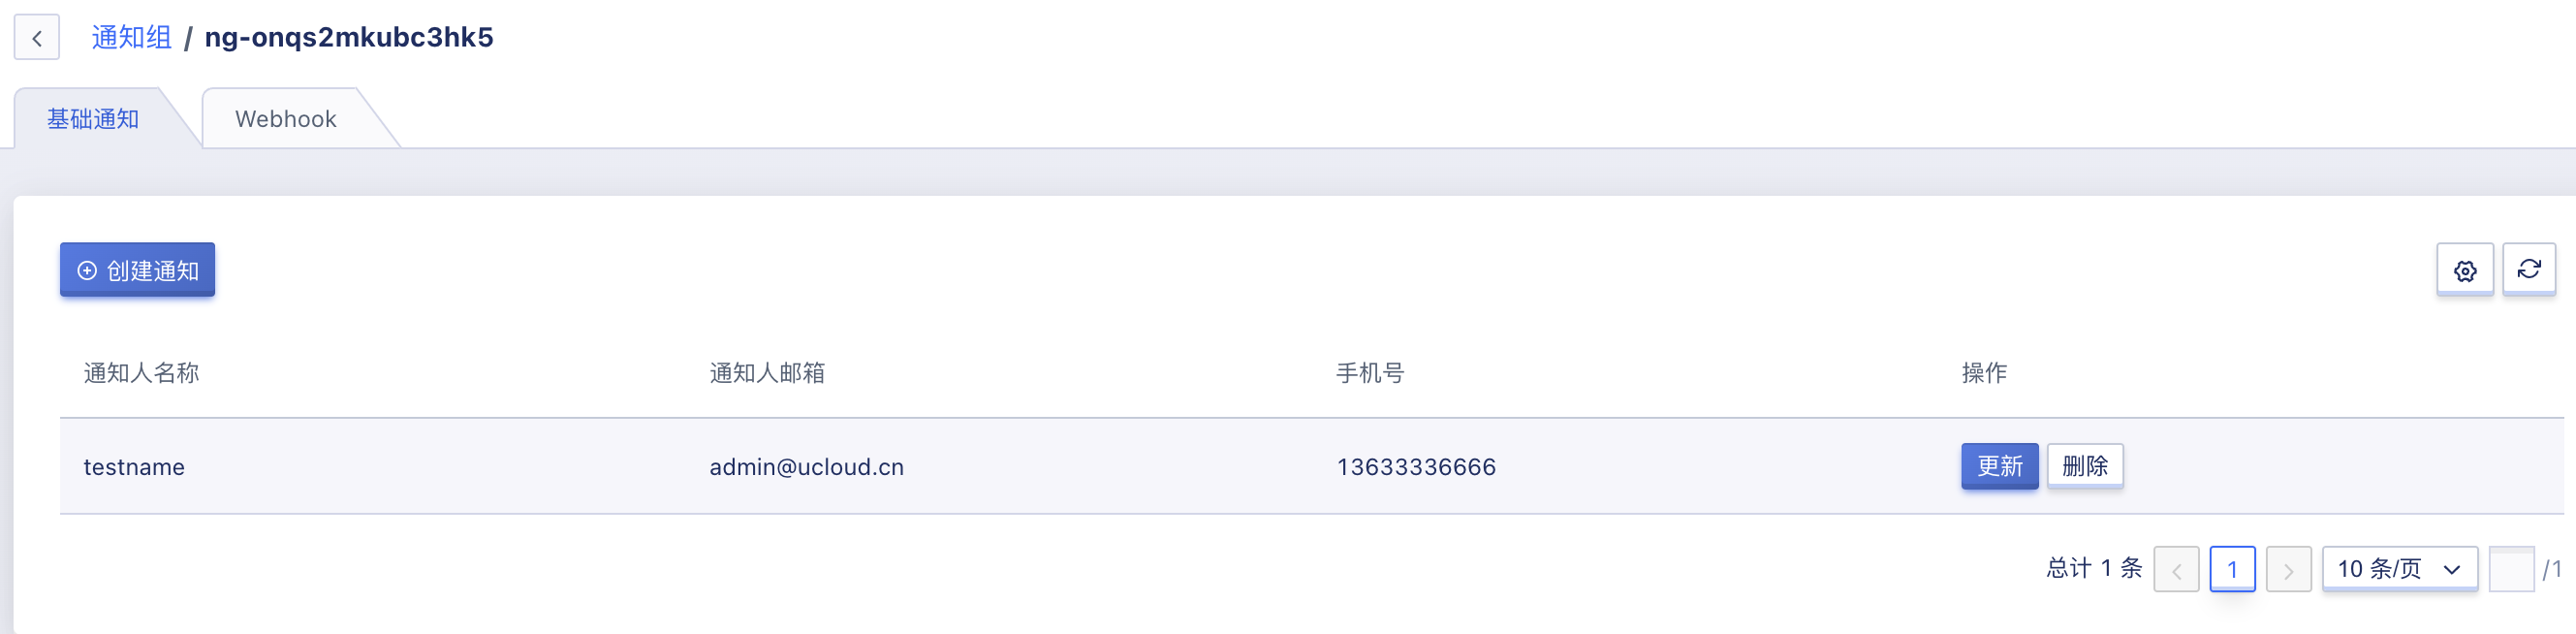 通知组 / ng-onqs2mkubc3hk5
基础通知 Webhook
创建通知
通知人名称 通知人邮箱 手机号 操作
testname admin@ucloud.cn 13633336666 更新 删除
总计 1 条 1 10 条/页 /1